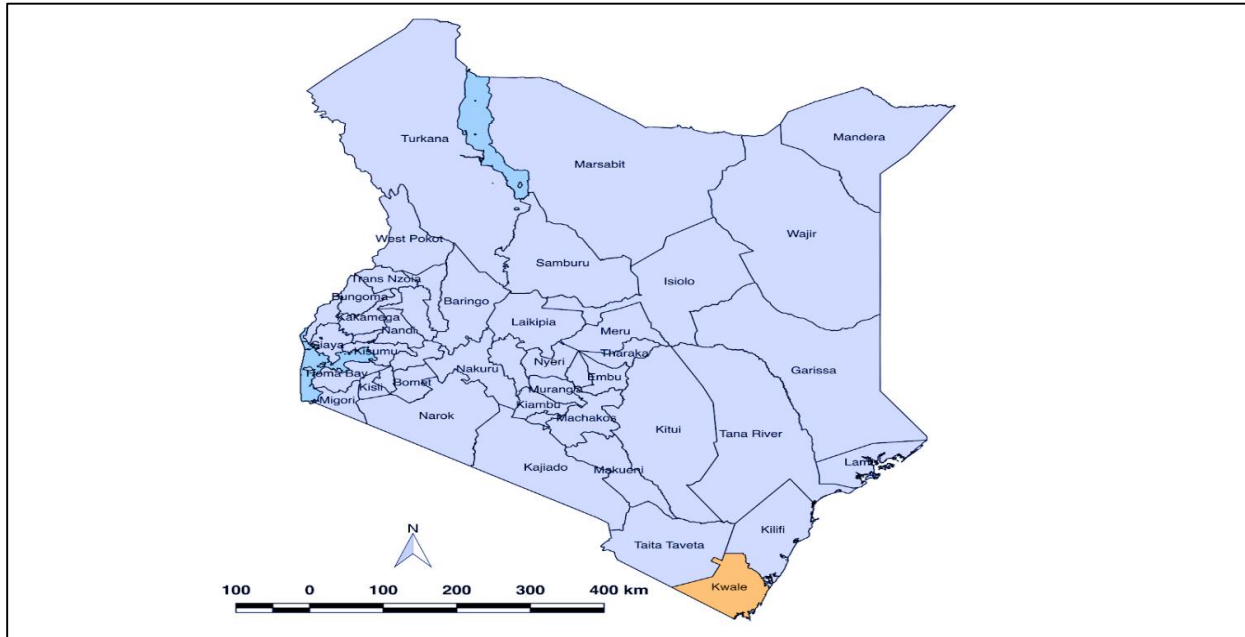 Turkana
Mandera
Marsabit
Wajir
West Pokot
Samburu
Isiolo
Trans Nzoia
Bungoma
Baringo
Kakamega
Laikipia
Nandi
Meru
Siaya
Kisumu
Tharaka
Nyeri
Homa Bay
Nakuru
Garissa
Embu
Kisii
Bomet
Muranga
Migori
Kiambu
Narok
Machakos
Kitui
Tana River
Lamu
Kajiado
Makueni
Kilifi
N
Taita Taveta
Kwale
100 0 100 200 300 400 km